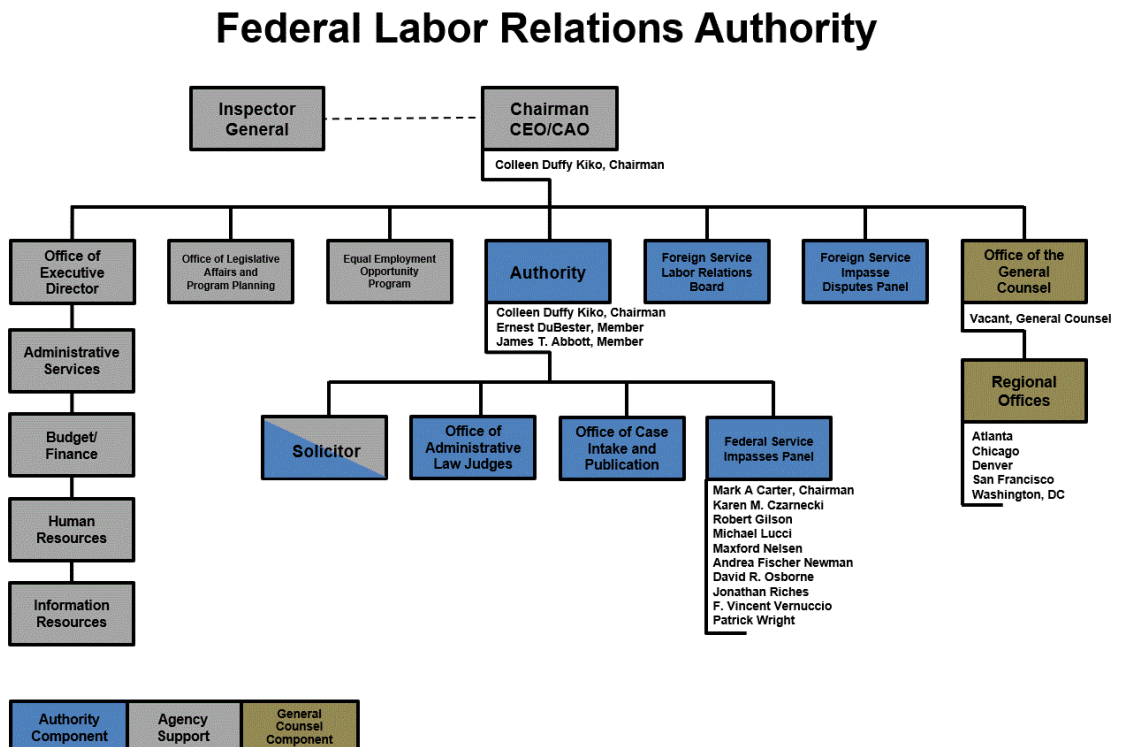 Federal Labor Relations Authority
Inspector
General
Chairman
CEO/CAO
Colleen Duffy Kiko, Chairman
Office of
Executive
Director
Office of Legislative
Affairs and
Program Planning
Equal Employment
Opportunity
Program
Authority
Foreign Service
Labor Relations
Board
Foreign Service
Impasse
Disputes Panel
Office of the
General
Counsel
Colleen Duffy Kiko, Chairman
Ernest DuBester, Member
James T. Abbott, Member
Vacant, General Counsel
Administrative
Services
Regional
Offices
Atlanta
Chicago
Denver
San Francisco
Washington, DC
Budget/
Finance
Solicitor
Office of
Administrative
Law Judges
Office of Case
Intake and
Publication
Federal Service
Impasses Panel
Mark A Carter, Chairman
Karen M. Czarnecki
Robert Gilson
Michael Lucci
Maxford Nelsen
Andrea Fischer Newman
David R. Osborne
Jonathan Riches
F. Vincent Vernuccio
Patrick Wright
Human
Resources
Information
Resources
Authority
Component
Agency
Support
General
Counsel
Component